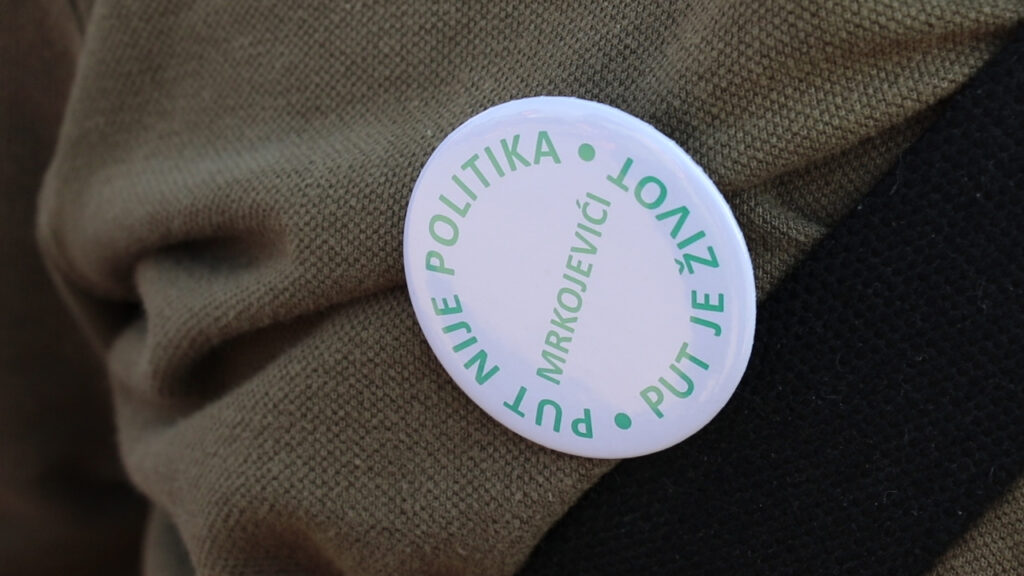 PUT NIJE POLITIKA •
PUT JE ŽIVOT •
MRKOJEVIĆI